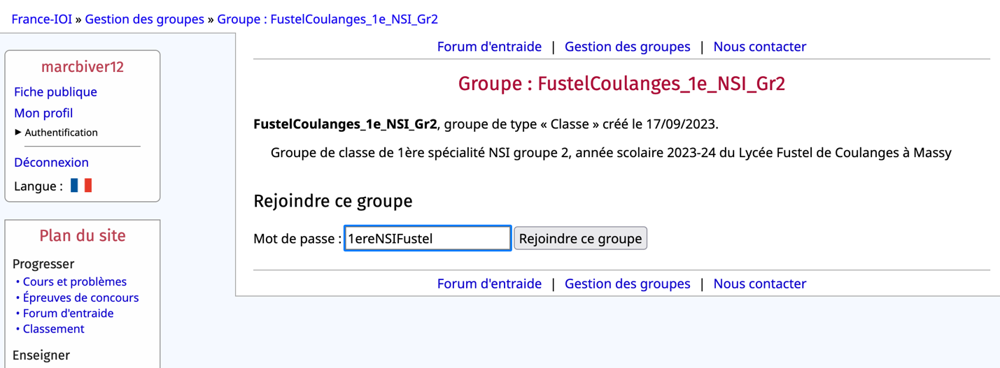 France-IOI » Gestion des groupes » Groupe : FustelCoulanges_1e_NSI_Gr2
marcbiver12
Fiche publique
Mon profil
▶ Authentification
Déconnexion
Langue :
Plan du site
Progresser
• Cours et problèmes
• Épreuves de concours
• Forum d'entraide
• Classement
Enseigner
Forum d'entraide | Gestion des groupes | Nous contacter
Groupe : FustelCoulanges_1e_NSI_Gr2
FustelCoulanges_1e_NSI_Gr2, groupe de type « Classe » créé le 17/09/2023.
Groupe de classe de 1ère spécialité NSI groupe 2, année scolaire 2023-24 du Lycée Fustel de Coulanges à Massy
Rejoindre ce groupe
Mot de passe : 1ereNSIFustel Rejoindre ce groupe
Forum d'entraide | Gestion des groupes | Nous contacter